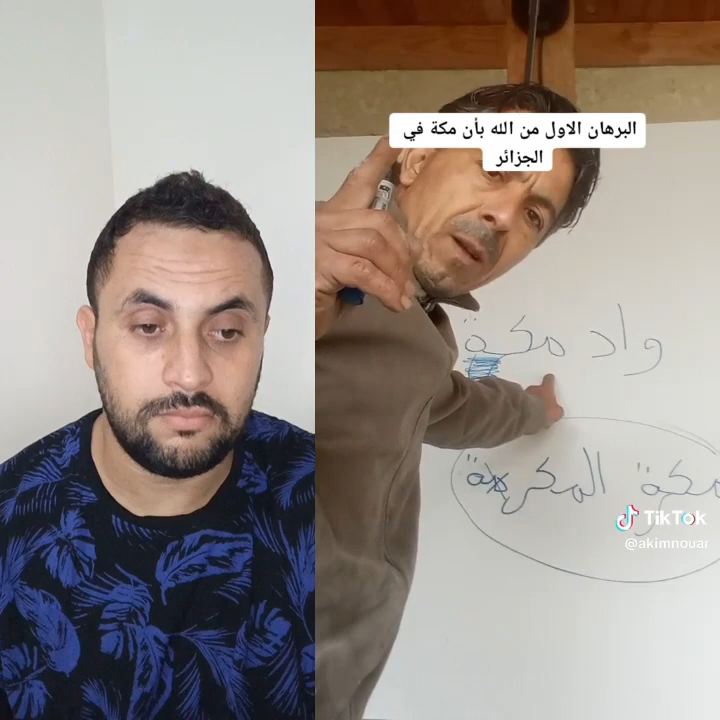 البرهان الاول من الله بأن مكة في
الجزائر
واد مكة
مكة المكرمة
TikTok
@akimnouar